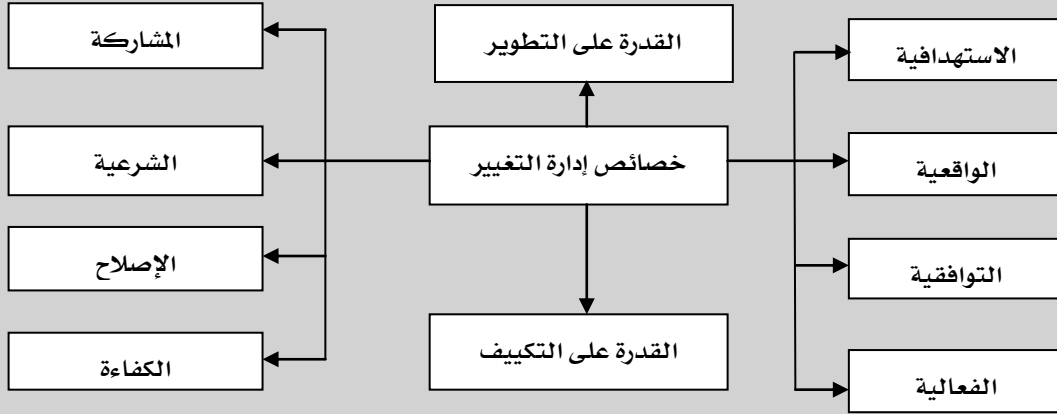 القدرة على التطوير
الاستهدافية
المشاركة
خصائص إدارة التغيير
الواقعية
الشرعية
التوافقية
الإصلاح
القدرة على التكييف
الفعالية
الكفاءة